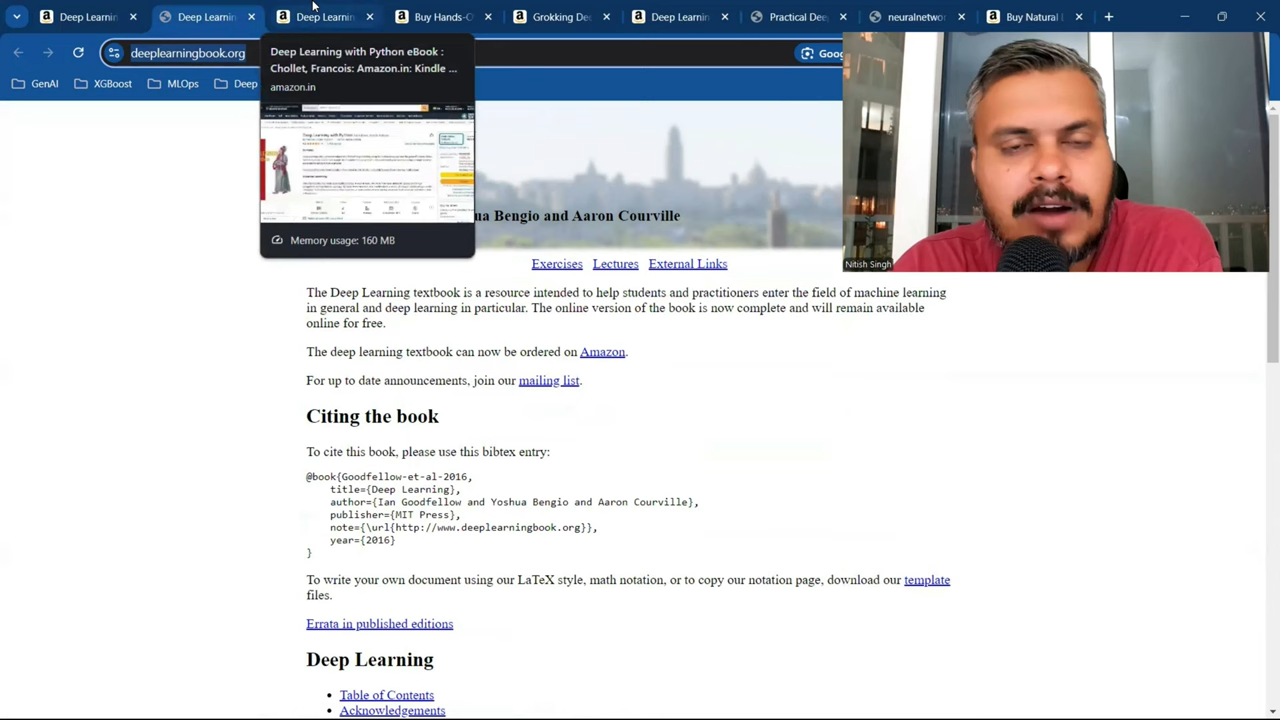 Deep Learnin
Deep Learnin
Deep Learnin
Buy Hands-O
Grokking De
Deep Learnin
Practical Dee
neuralnetwor
Buy Natural L
deeplearningbook.org
Goog
GenAI
XGBoost
MLOps
Deep
Deep Learning with Python eBook :
Chollet, Francois: Amazon.in: Kindle ...
amazon.in
Deep Learning with Python
Memory usage: 160 MB
ua Bengio and Aaron Courville
Nitish Singh
Exercises Lectures External Links
The Deep Learning textbook is a resource intended to help students and practitioners enter the field of machine learning
in general and deep learning in particular. The online version of the book is now complete and will remain available
online for free.
The deep learning textbook can now be ordered on Amazon.
For up to date announcements, join our mailing list.
Citing the book
To cite this book, please use this bibtex entry:
@book{Goodfellow-et-al-2016,
title={Deep Learning},
author={Ian Goodfellow and Yoshua Bengio and Aaron Courville},
publisher={MIT Press},
note={\url{http://www.deeplearningbook.org}},
year={2016}
}
To write your own document using our LaTeX style, math notation, or to copy our notation page, download our template
files.
Errata in published editions
Deep Learning
• Table of Contents
• Acknowledgements